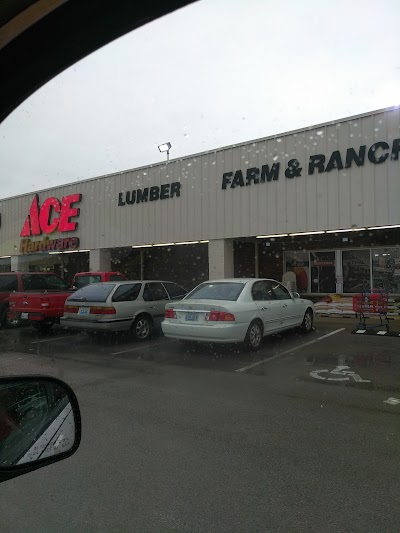 ACE
Hardware
LUMBER
FARM & RANCH